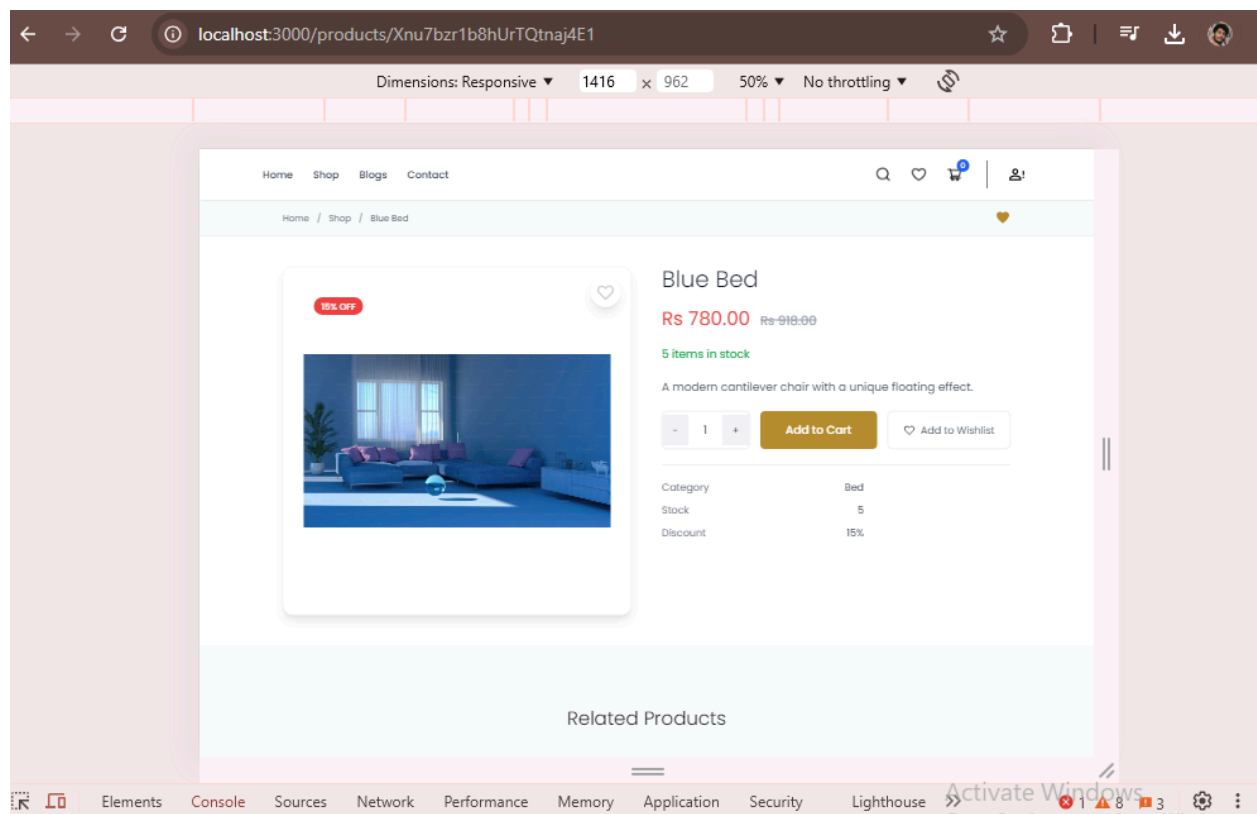 localhost:3000/products/Xnu7bzr1b8hUrTQtnaj4E1
Dimensions: Responsive ▼ 1416 × 962 50% ▼ No throttling ▼
Home Shop Blogs Contact 0
Home / Shop / Blue Bed
15% OFF
Blue Bed
Rs 780.00 Rs 918.00
5 items in stock
A modern cantilever chair with a unique floating effect.
- 1 + Add to Cart Add to Wishlist
Category Bed
Stock 5
Discount 15%
Related Products
Activate Windows
Elements Console Sources Network Performance Memory Application Security Lighthouse 1 8 3